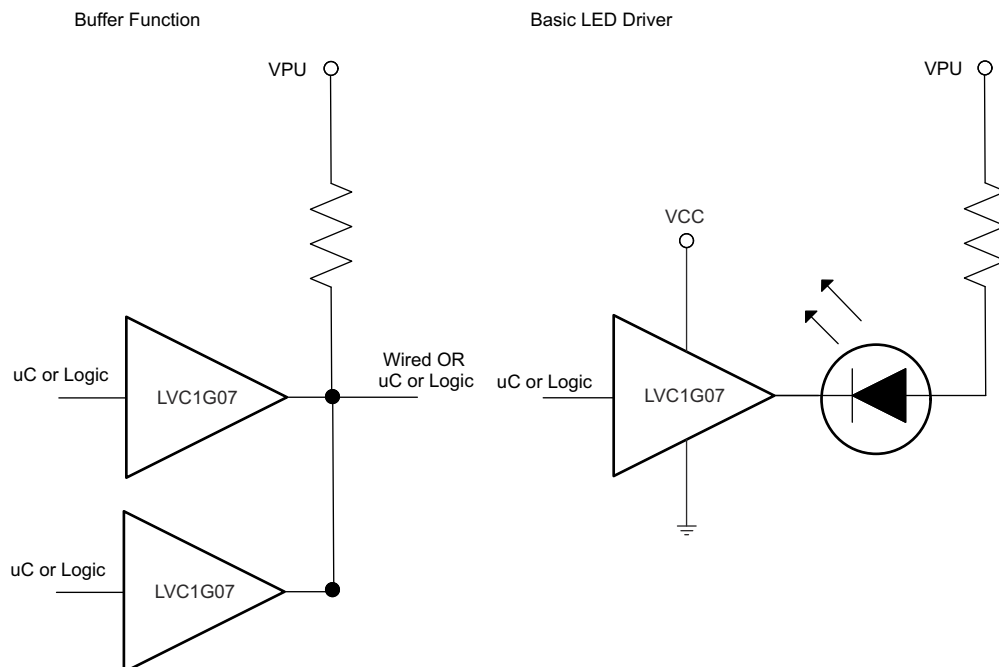 Buffer Function
Basic LED Driver
VPU
VPU
VCC
uC or Logic
LVC1G07
Wired OR
uC or Logic
uC or Logic
LVC1G07
uC or Logic
LVC1G07